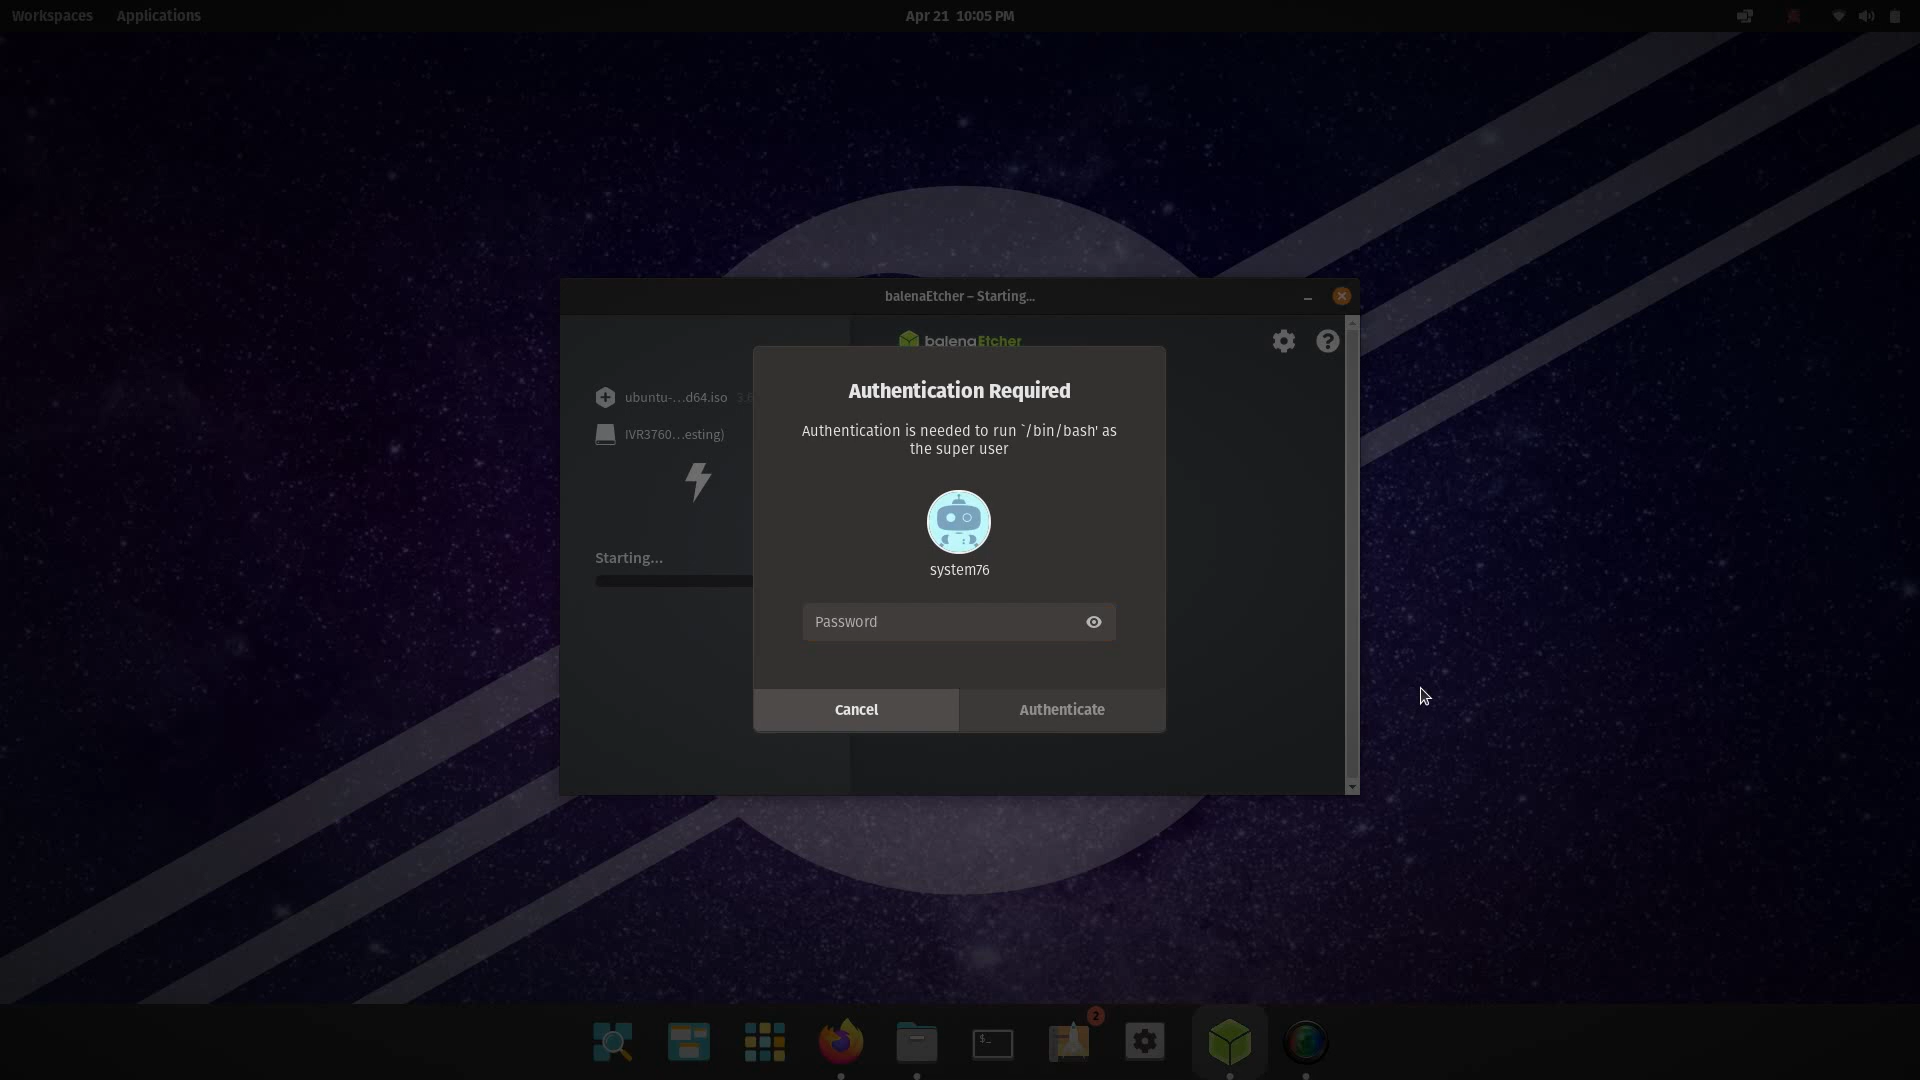 Workspaces
Applications
Apr 21 10:05 PM
balenaEtcher – Starting...
balenaEtcher
ubuntu-...d64.iso
IVR3760...esting)
Starting...
Authentication Required
Authentication is needed to run `/bin/bash' as
the super user
system76
Password
Cancel
Authenticate
$_
2